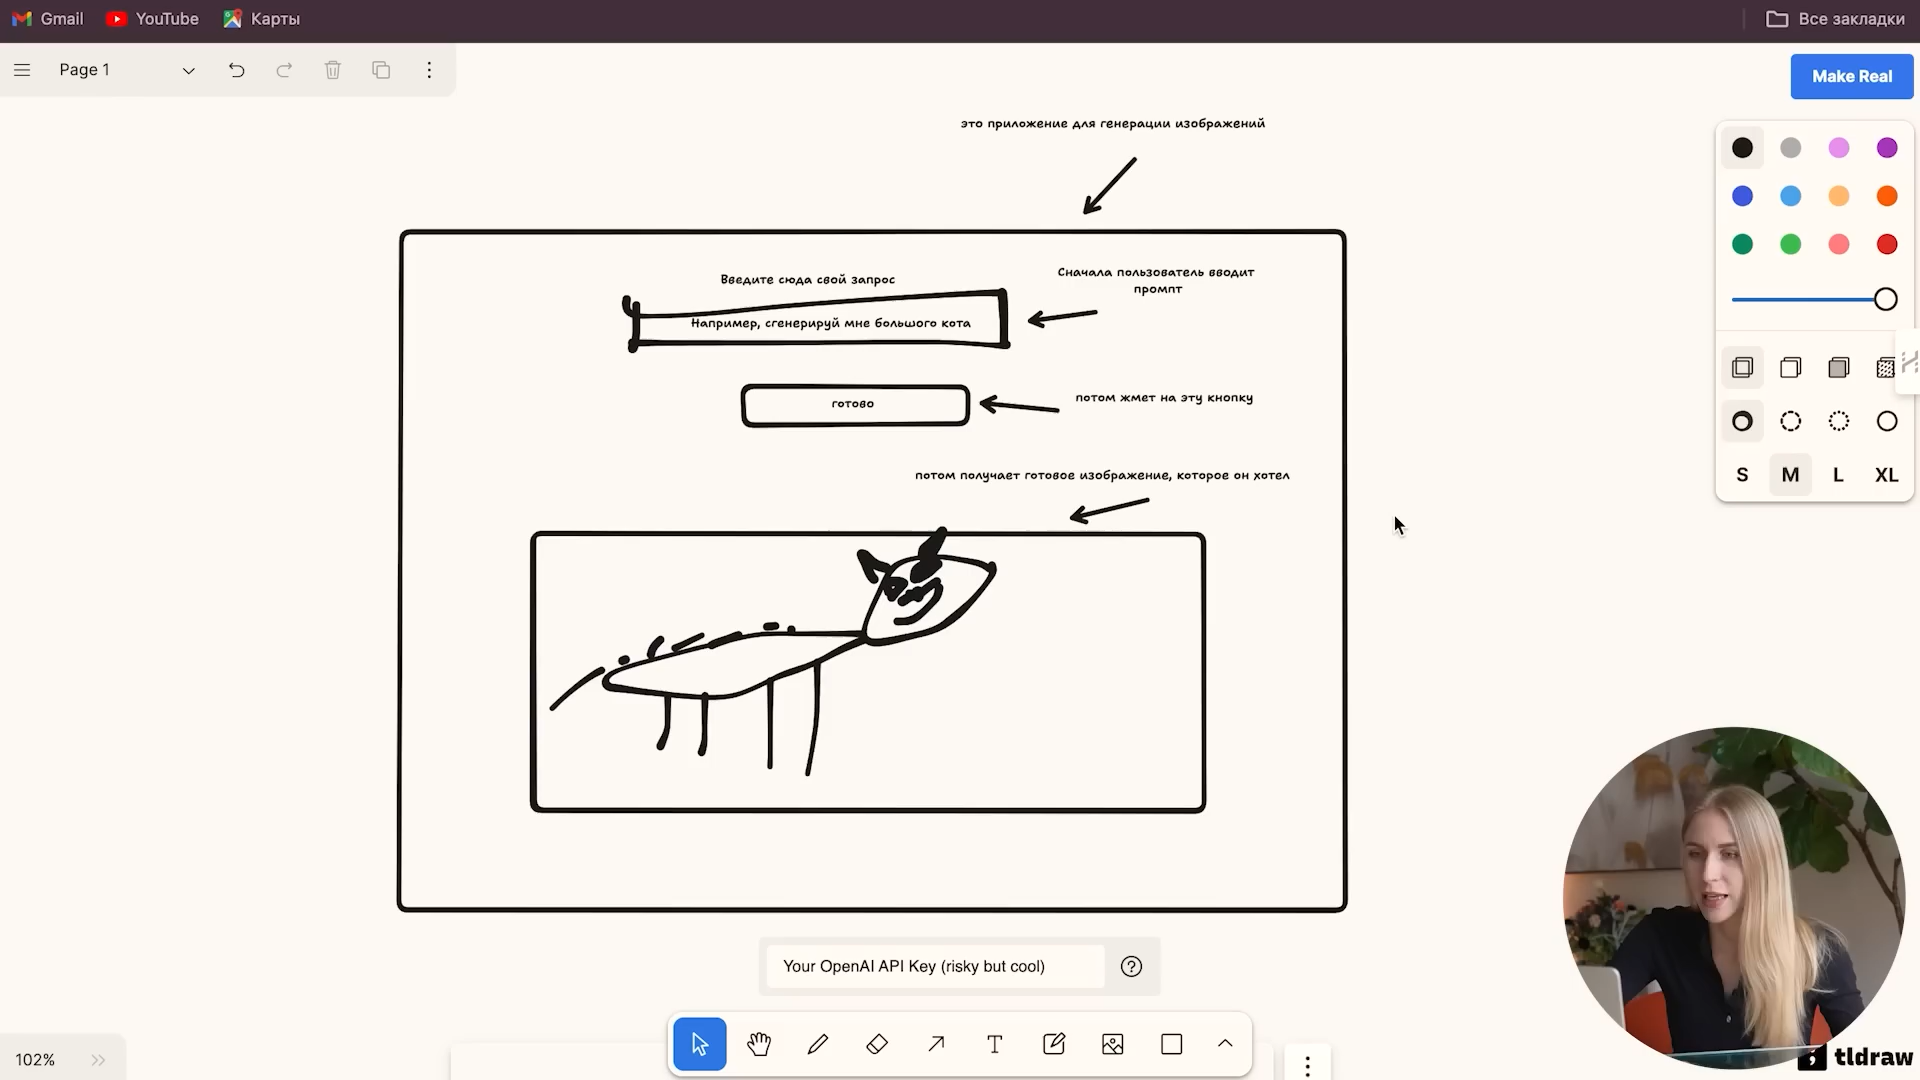 Gmail
YouTube
Карты
Все закладки
Page 1
Make Real
это приложение для генерации изображений
Введите сюда свой запрос
Сначала пользователь вводит
промпт
Например, сгенерируй мне большого кота
готово
потом жмет на эту кнопку
потом получает готовое изображение, которое он хотел
S
M
L
XL
Your OpenAI API Key (risky but cool)
102%
tldraw